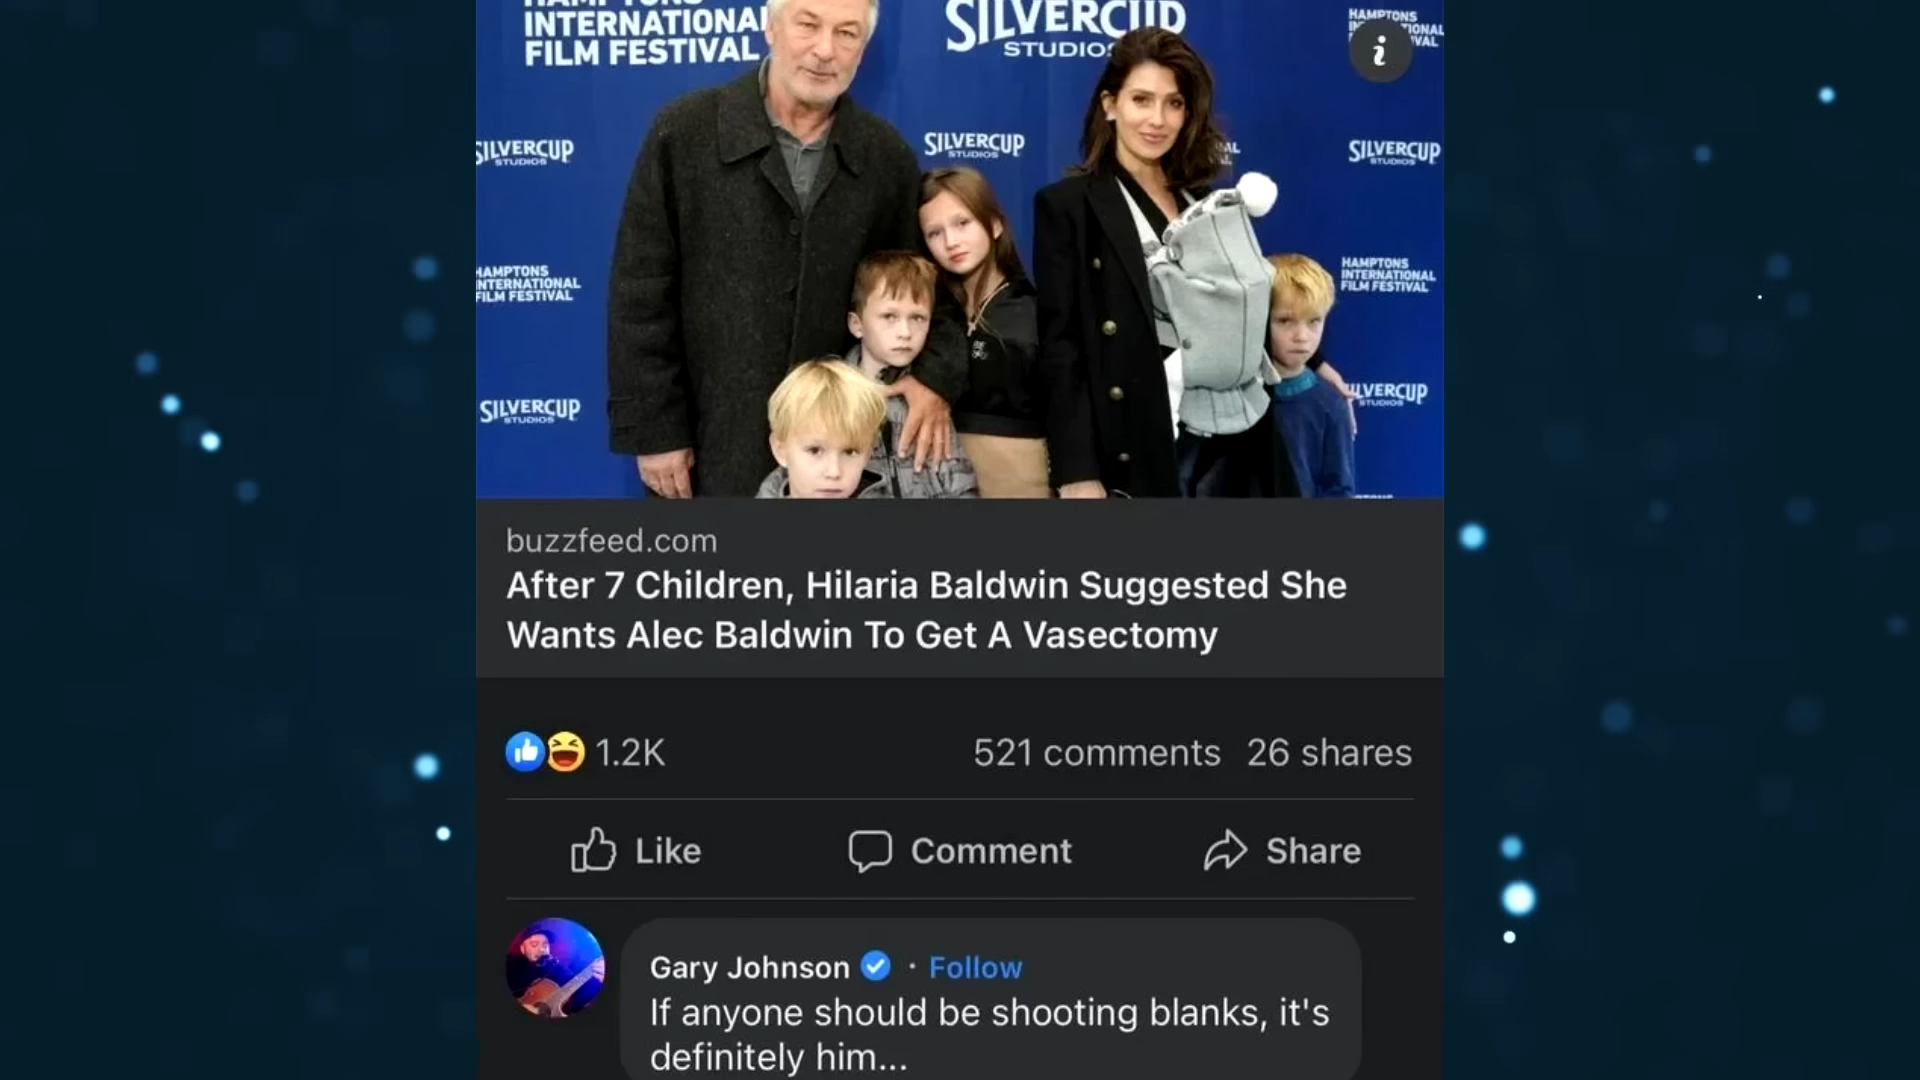 INTERNATIONAL
FILM FESTIVAL
SILVERCUP
STUDIOS
HAMPTONS
SILVERCUP
STUDIOS
SILVERCUP
STUDIOS
SILVERCUP
STUDIOS
HAMPTONS
INTERNATIONAL
FILM FESTIVAL
HAMPTONS
INTERNATIONAL
FILM FESTIVAL
SILVERCUP
STUDIOS
SILVERCUP
STUDIOS
buzzfeed.com
After 7 Children, Hilaria Baldwin Suggested She
Wants Alec Baldwin To Get A Vasectomy
1.2K 521 comments 26 shares
Like Comment Share
Gary Johnson · Follow
If anyone should be shooting blanks, it's
definitely him...